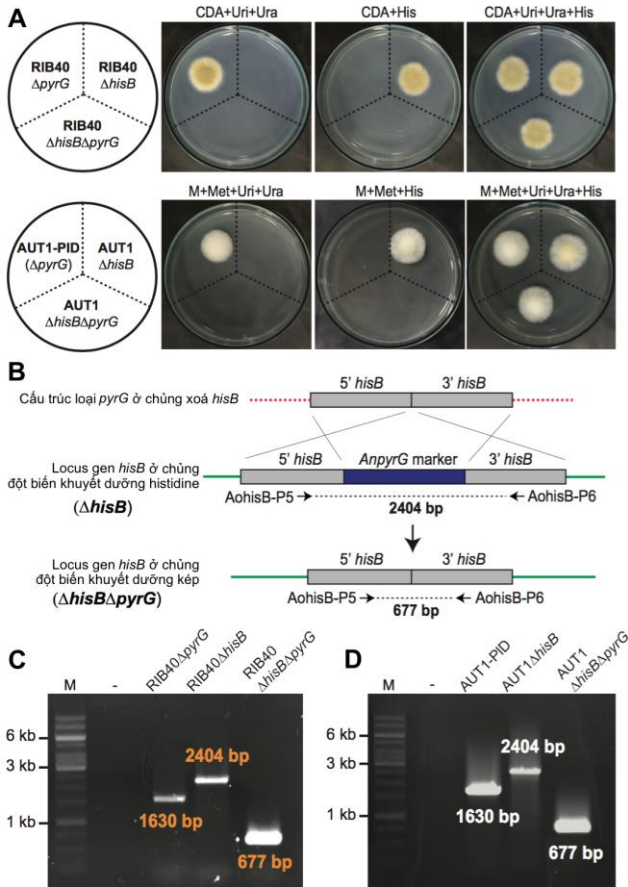 A
CDA+Uri+Ura
CDA+His
CDA+Uri+Ura+His
RIB40
ΔpyrG
RIB40
ΔhisB
RIB40
ΔhisBΔpyrG
M+Met+Uri+Ura
M+Met+His
M+Met+Uri+Ura+His
AUT1-PID
(ΔpyrG)
AUT1
ΔhisB
AUT1
ΔhisBΔpyrG
B
5' hisB
3' hisB
Cấu trúc loại pyrG ở chủng xoá hisB
5' hisB
AnpyrG marker
3' hisB
Locus gen hisB ở chủng
đột biến khuyết dưỡng histidine
(ΔhisB)
AohisB-P5
AohisB-P6
2404 bp
5' hisB
3' hisB
Locus gen hisB ở chủng
đột biến khuyết dưỡng kép
(ΔhisBΔpyrG)
AohisB-P5
AohisB-P6
677 bp
C
M
-
RIB40ΔpyrG
RIB40ΔhisB
RIB40
ΔhisBΔpyrG
6 kb
3 kb
1 kb
2404 bp
1630 bp
677 bp
D
M
-
AUT1-PID
AUT1ΔhisB
AUT1
ΔhisBΔpyrG
6 kb
3 kb
1 kb
2404 bp
1630 bp
677 bp